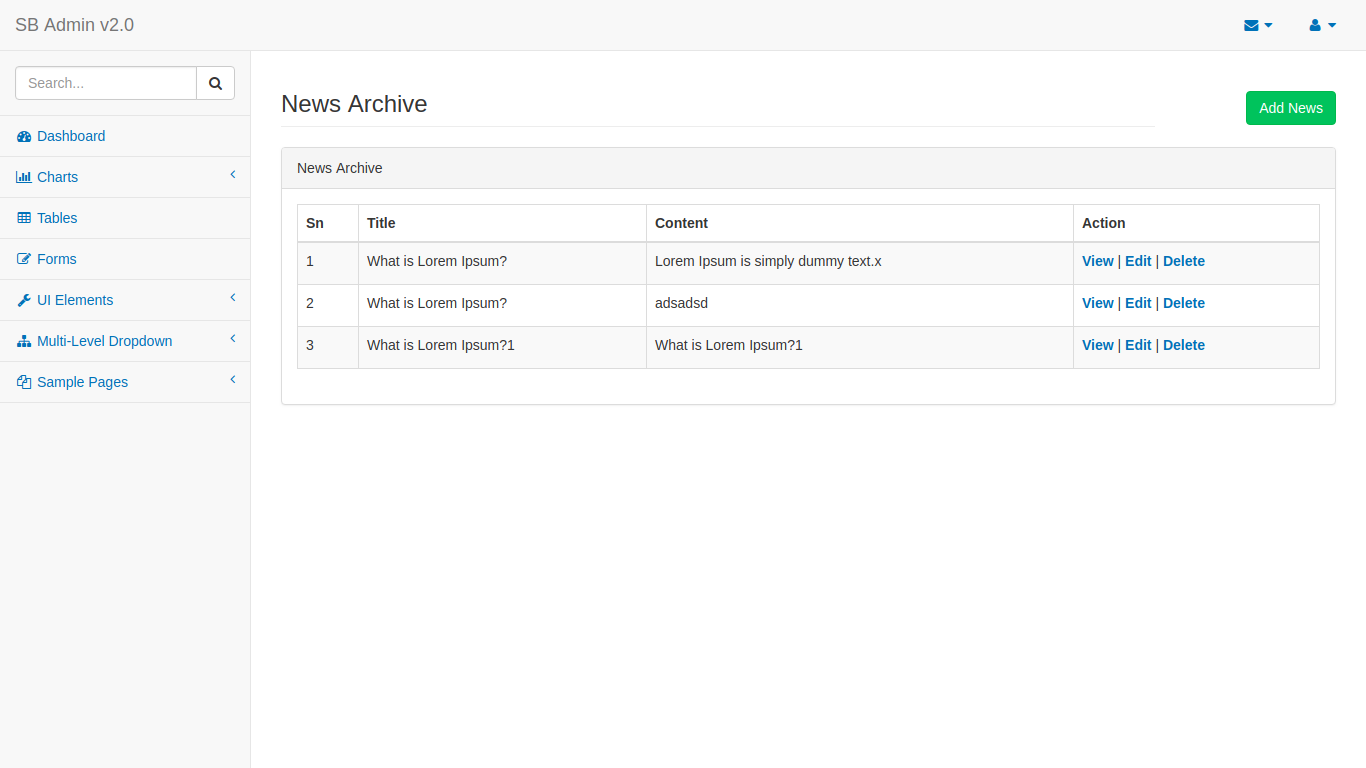 SB Admin v2.0
Search...
Dashboard
Charts
Tables
Forms
UI Elements
Multi-Level Dropdown
Sample Pages
News Archive
Add News
News Archive
Sn Title Content Action
1 What is Lorem Ipsum? Lorem Ipsum is simply dummy text.x View | Edit | Delete
2 What is Lorem Ipsum? adsadsd View | Edit | Delete
3 What is Lorem Ipsum?1 What is Lorem Ipsum?1 View | Edit | Delete